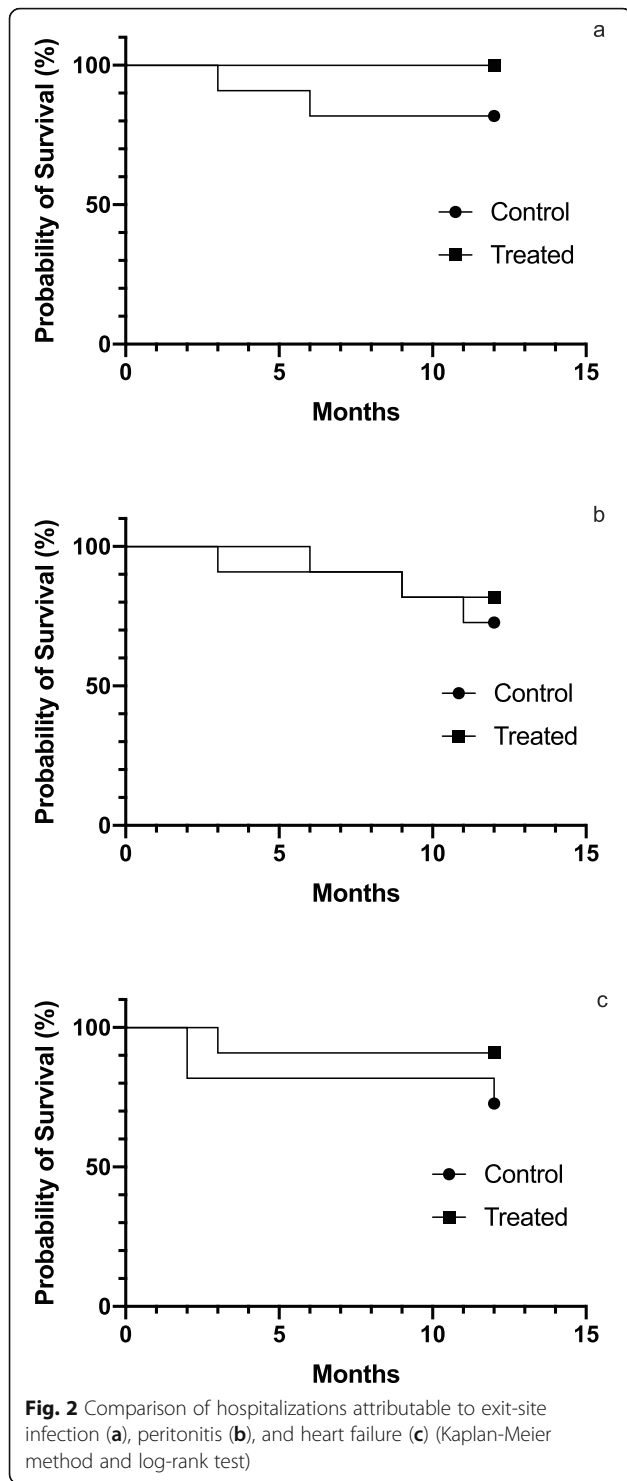 a
Probability of Survival (%)
100
50
0
Control
Treated
0 5 10 15
Months
b
Probability of Survival (%)
100
50
0
Control
Treated
0 5 10 15
Months
c
Probability of Survival (%)
100
50
0
Control
Treated
0 5 10 15
Months
Fig. 2 Comparison of hospitalizations attributable to exit-site
infection (a), peritonitis (b), and heart failure (c) (Kaplan-Meier
method and log-rank test)